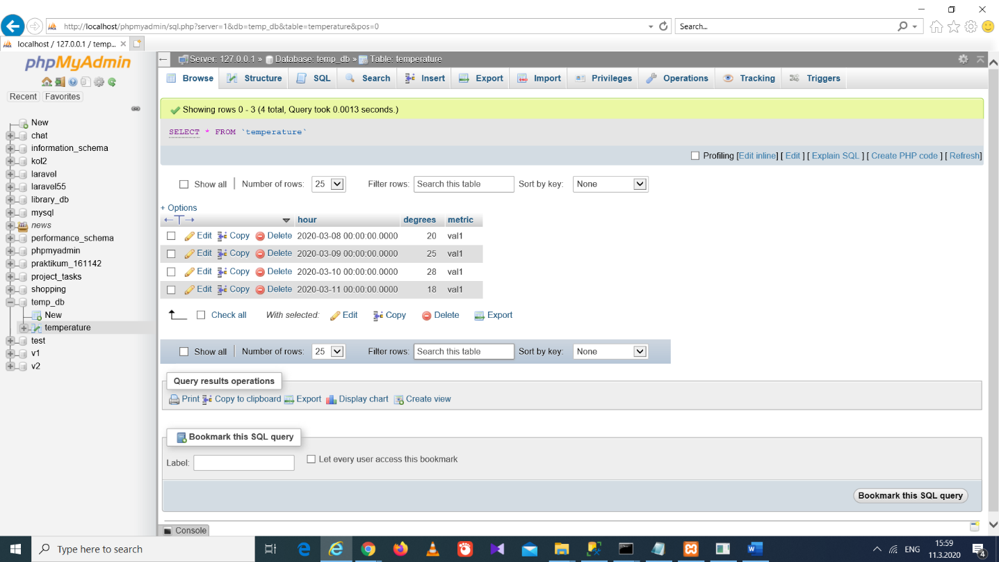 http://localhost/phpmyadmin/sql.php?server=1&db=temp_db&table=temperature&pos=0
Search...
localhost / 127.0.0.1 / temp...
phpMyAdmin
Recent Favorites
New
chat
information_schema
kol2
laravel
laravel55
library_db
mysql
news
performance_schema
phpmyadmin
praktikum_161142
project_tasks
shopping
temp_db
New
temperature
test
v1
v2
Server: 127.0.0.1 » Database: temp_db » Table: temperature
Browse Structure SQL Search Insert Export Import Privileges Operations Tracking Triggers
Showing rows 0 - 3 (4 total, Query took 0.0013 seconds.)
SELECT * FROM `temperature`
Profiling [Edit inline] [ Edit ] [ Explain SQL ] [ Create PHP code ] [ Refresh]
Show all Number of rows: 25 Filter rows: Search this table Sort by key: None
+ Options
hour degrees metric
Edit Copy Delete 2020-03-08 00:00:00.0000 20 val1
Edit Copy Delete 2020-03-09 00:00:00.0000 25 val1
Edit Copy Delete 2020-03-10 00:00:00.0000 28 val1
Edit Copy Delete 2020-03-11 00:00:00.0000 18 val1
Check all With selected: Edit Copy Delete Export
Show all Number of rows: 25 Filter rows: Search this table Sort by key: None
Query results operations
Print Copy to clipboard Export Display chart Create view
Bookmark this SQL query
Label: Let every user access this bookmark
Bookmark this SQL query
Console
Type here to search
ENG
15:59
11.3.2020
4